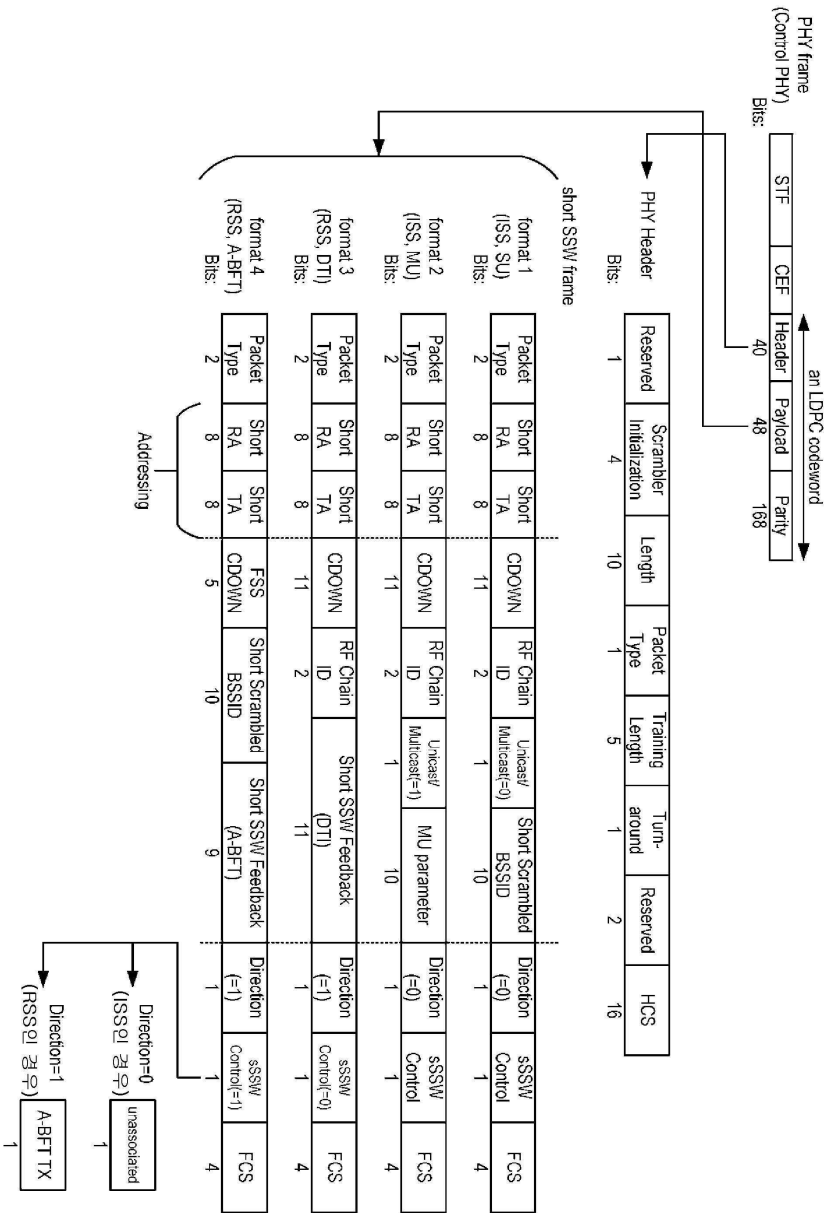 PHY frame
(Control PHY)
Bits:
STF
CEF
Header
40
Payload
48
Parity
168
an LDPC codeword
PHY Header
Bits:
Reserved
1
Scrambler
Initialization
4
Length
10
Packet
Type
1
Training
Length
5
Turn-
around
1
Reserved
2
HCS
16
short SSW frame
format 1
(ISS, SU)
Bits:
Packet
Type
2
Short
RA
8
Short
TA
8
CDOWN
11
RF Chain
ID
2
Unicast/
Multicast(=0)
1
Short Scrambled
BSSID
10
Direction
(=0)
1
sSSW
Control
1
FCS
4
format 2
(ISS, MU)
Bits:
Packet
Type
2
Short
RA
8
Short
TA
8
CDOWN
11
RF Chain
ID
2
Unicast/
Multicast(=1)
1
MU parameter
10
Direction
(=0)
1
sSSW
Control
1
FCS
4
format 3
(RSS, DTI)
Bits:
Packet
Type
2
Short
RA
8
Short
TA
8
CDOWN
11
RF Chain
ID
2
Short SSW Feedback
(DTI)
11
Direction
(=1)
1
sSSW
Control(=0)
1
FCS
4
format 4
(RSS, A-BFT)
Bits:
Packet
Type
2
Short
RA
8
Short
TA
8
FSS
CDOWN
5
Short Scrambled
BSSID
10
Short SSW Feedback
(A-BFT)
9
Direction
(=1)
1
sSSW
Control(=1)
1
FCS
4
Addressing
Direction=0
(ISS인 경우)
unassociated
1
Direction=1
(RSS인 경우)
A-BFT TX
1